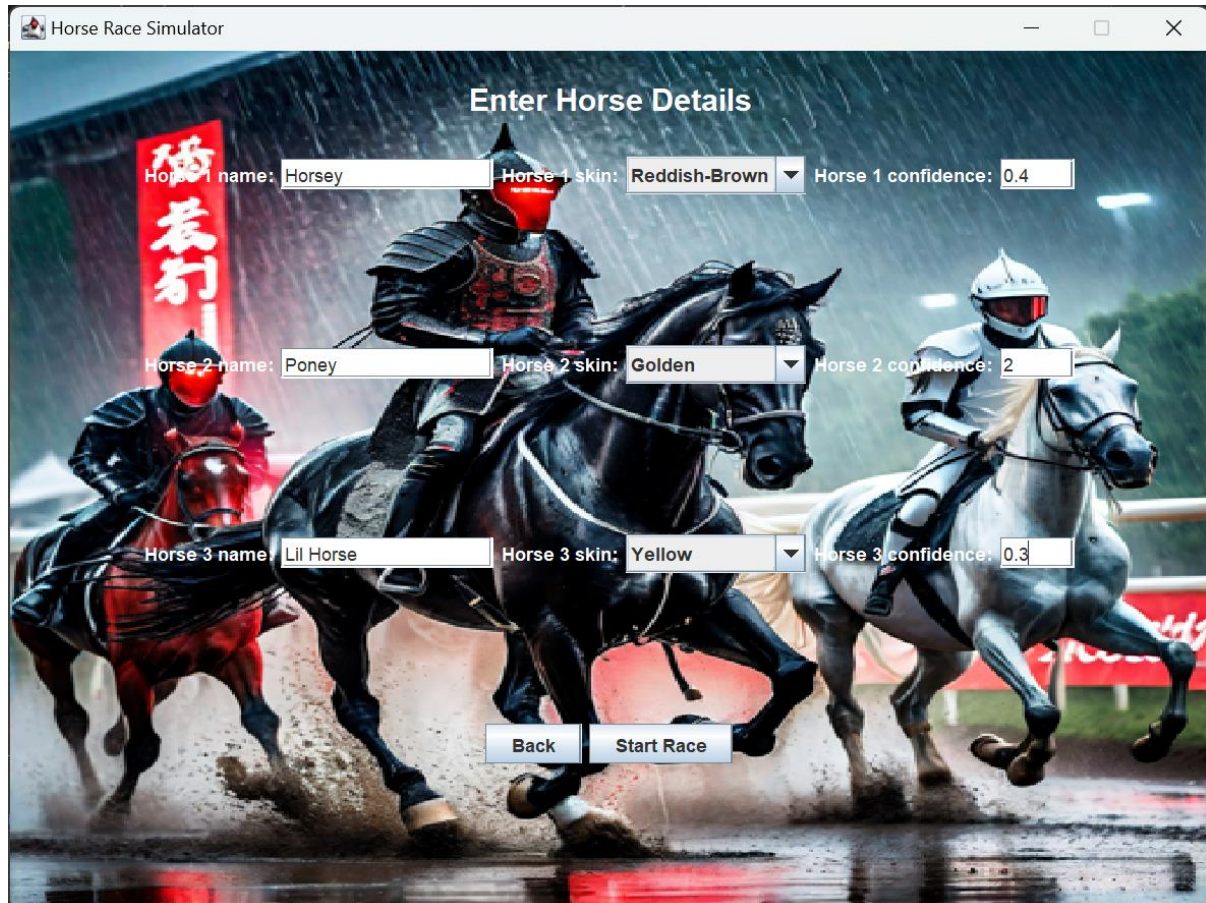 Horse Race Simulator
Enter Horse Details
Horse 1 name: Horsey Horse 1 skin: Reddish-Brown Horse 1 confidence: 0.4
Horse 2 name: Poney Horse 2 skin: Golden Horse 2 confidence: 2
Horse 3 name: Lil Horse Horse 3 skin: Yellow Horse 3 confidence: 0.3
Back Start Race